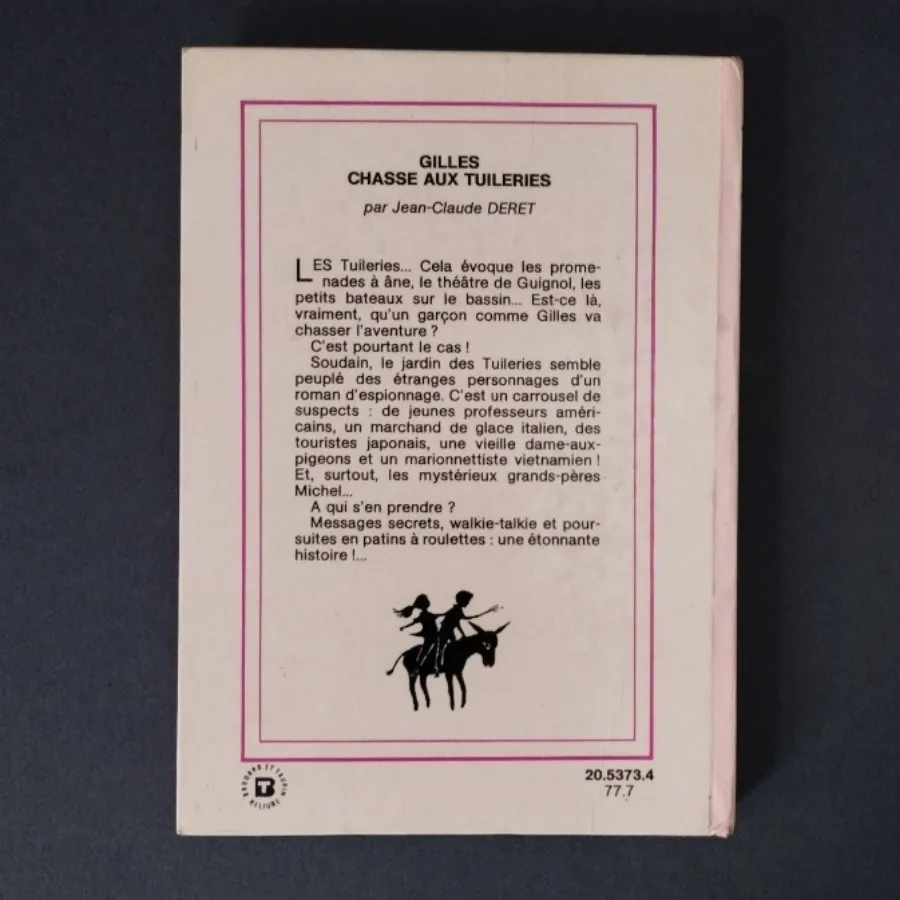 GILLES
CHASSE AUX TUILERIES
par Jean-Claude DERET
LES Tuileries... Cela évoque les prome-
nades à âne, le théâtre de Guignol, les
petits bateaux sur le bassin... Est-ce là,
vraiment, qu'un garçon comme Gilles va
chasser l'aventure ?
C'est pourtant le cas !
Soudain, le jardin des Tuileries semble
peuplé des étranges personnages d'un
roman d'espionnage. C'est un carrousel de
suspects : de jeunes professeurs améri-
cains, un marchand de glace italien, des
touristes japonais, une vieille dame-aux-
pigeons et un marionnettiste vietnamien !
Et, surtout, les mystérieux grands-pères
Michel...
A qui s'en prendre ?
Messages secrets, walkie-talkie et pour-
suites en patins à roulettes : une étonnante
histoire !...
BRODARD ET TAUPIN
RELIURE
BT
20.5373.4
77.7